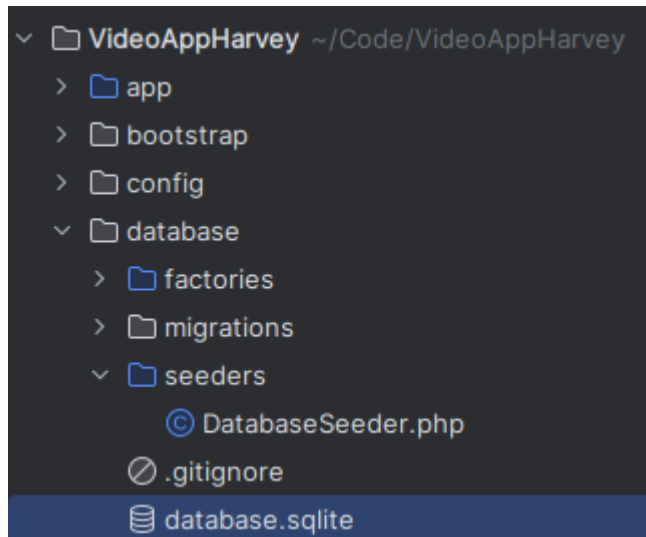 VideoAppHarvey ~/Code/VideoAppHarvey
app
bootstrap
config
database
factories
migrations
seeders
DatabaseSeeder.php
.gitignore
database.sqlite